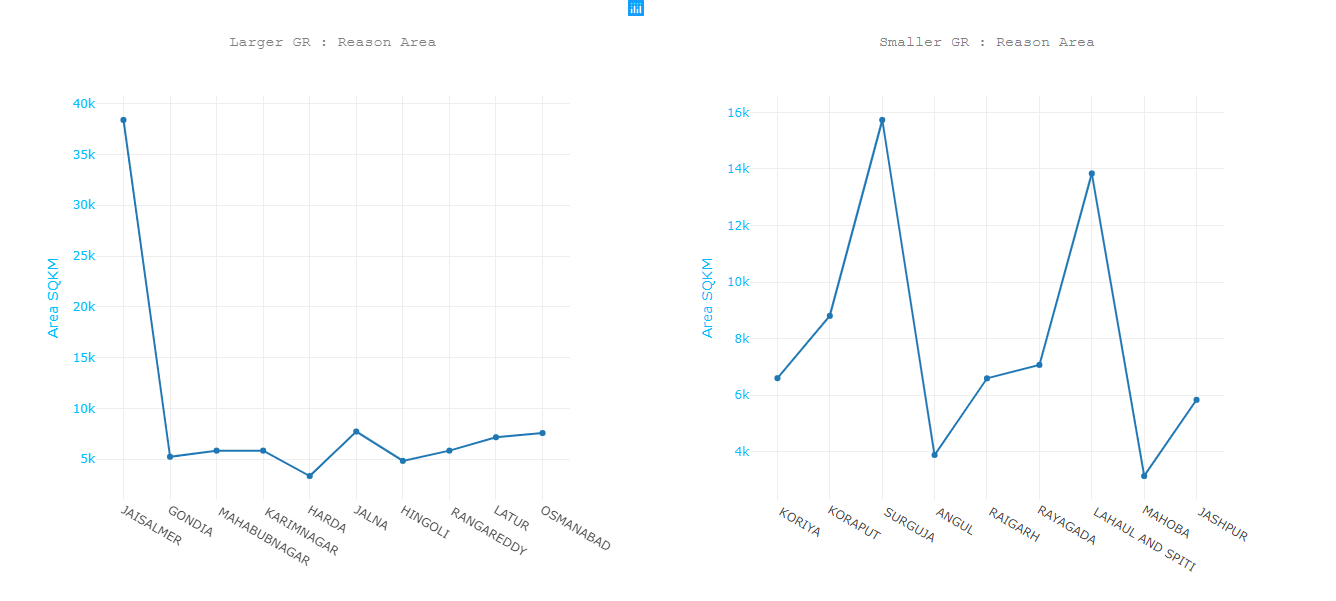 Larger GR : Reason Area
Area SQKM
40k
35k
30k
25k
20k
15k
10k
5k
JAISALMER
GONDIA
MAHABUBNAGAR
KARIMNAGAR
HARDA
JALNA
HINGOLI
RANGAREDDY
LATUR
OSMANABAD
Smaller GR : Reason Area
Area SQKM
16k
14k
12k
10k
8k
6k
4k
KORIYA
KORAPUT
SURGUJA
ANGUL
RAIGARH
RAYAGADA
LAHAUL AND SPITI
MAHOBA
JASHPUR